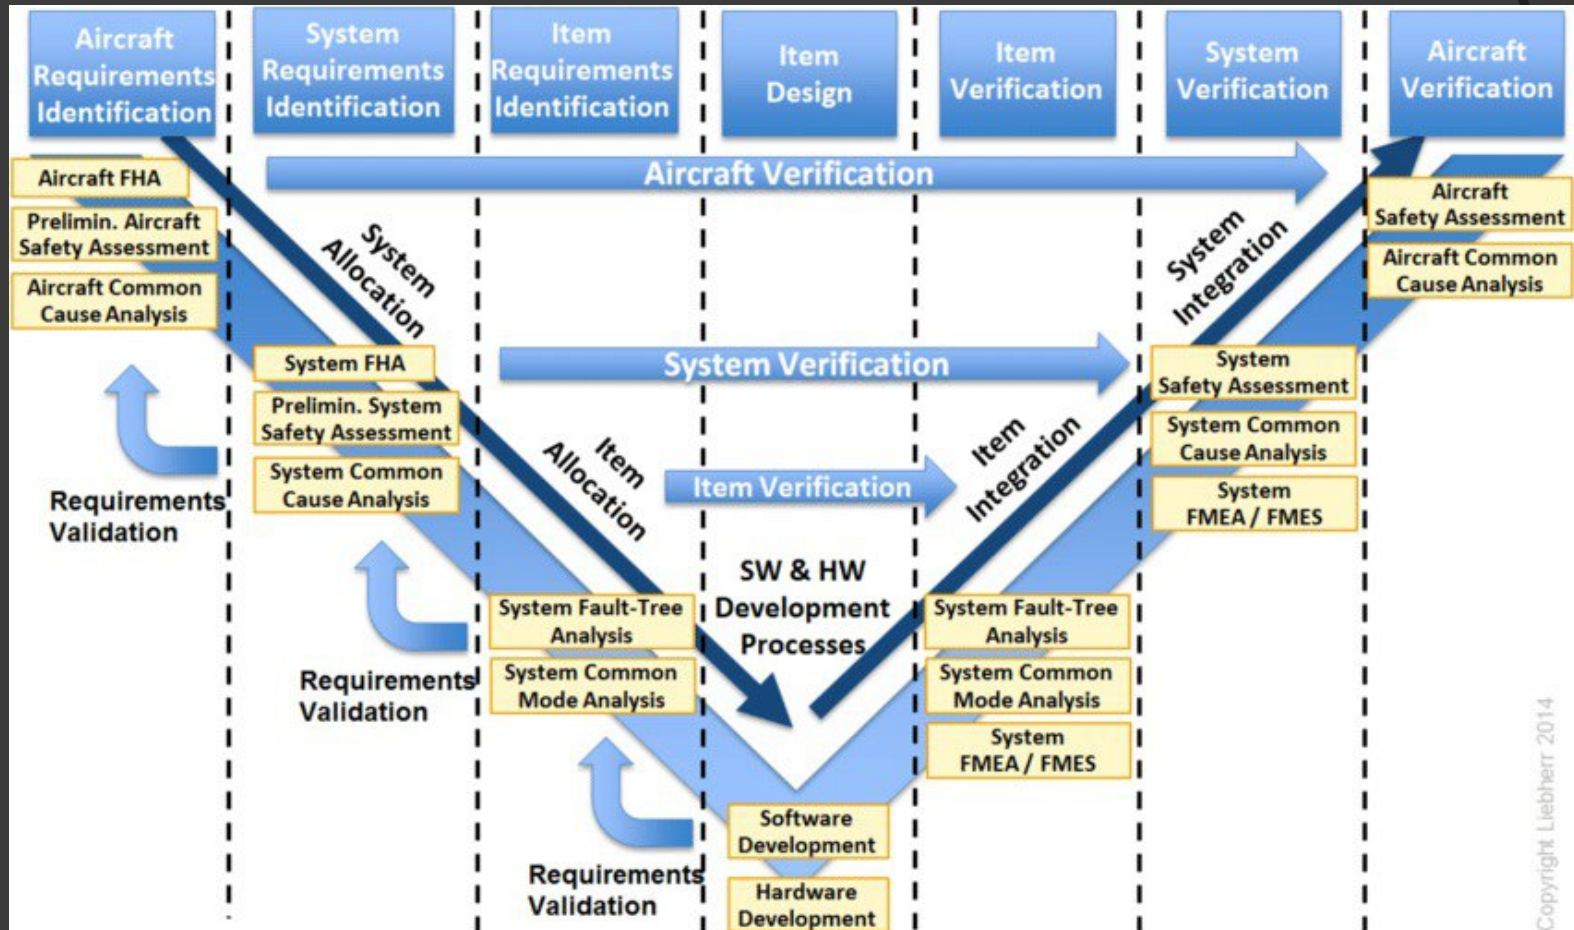 Aircraft
Requirements
Identification
System
Requirements
Identification
Item
Requirements
Identification
Item
Design
Item
Verification
System
Verification
Aircraft
Verification
Aircraft FHA
Prelimin. Aircraft
Safety Assessment
Aircraft Common
Cause Analysis
Requirements
Validation
Aircraft Verification
System
Allocation
System FHA
Prelimin. System
Safety Assessment
System Common
Cause Analysis
Requirements
Validation
System Verification
Item
Allocation
Item Verification
System Fault-Tree
Analysis
System Common
Mode Analysis
Requirements
Validation
SW & HW
Development
Processes
Software
Development
Hardware
Development
Item
Integration
System Fault-Tree
Analysis
System Common
Mode Analysis
System
FMEA / FMES
System
Integration
System
Safety Assessment
System Common
Cause Analysis
System
FMEA / FMES
Aircraft
Safety Assessment
Aircraft Common
Cause Analysis
Copyright Liebherr 2014